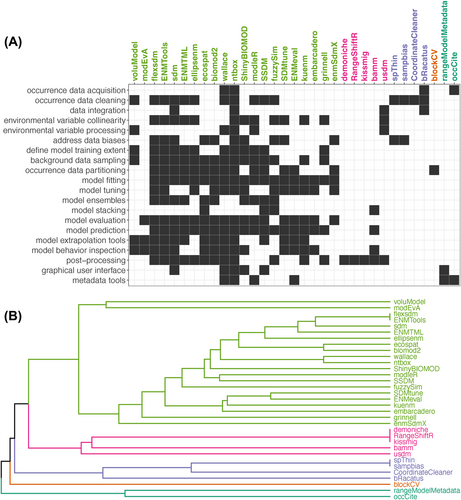 (A)
voluModel
modEvA
flexsdm
ENMTools
sdm
ENMTML
ellipsenm
ecospat
biomod2
wallace
ntbox
ShinyBIOMOD
modleR
SSDM
fuzzySim
SDMtune
ENMeval
kuenm
embarcadero
grinnell
enmSdmX
demoniche
RangeShiftR
kissmig
bamm
usdm
spThin
sampbias
CoordinateCleaner
bRacatus
blockCV
rangeModelMetadata
occCite
occurrence data acquisition
occurrence data cleaning
data integration
environmental variable collinearity
environmental variable processing
address data biases
define model training extent
background data sampling
occurrence data partitioning
model fitting
model tuning
model ensembles
model stacking
model evaluation
model prediction
model extrapolation tools
model behavior inspection
post-processing
graphical user interface
metadata tools
(B)
voluModel
modEvA
flexsdm
ENMTools
sdm
ENMTML
ellipsenm
ecospat
biomod2
wallace
ntbox
ShinyBIOMOD
modleR
SSDM
fuzzySim
SDMtune
ENMeval
kuenm
embarcadero
grinnell
enmSdmX
demoniche
RangeShiftR
kissmig
bamm
usdm
spThin
sampbias
CoordinateCleaner
bRacatus
blockCV
rangeModelMetadata
occCite